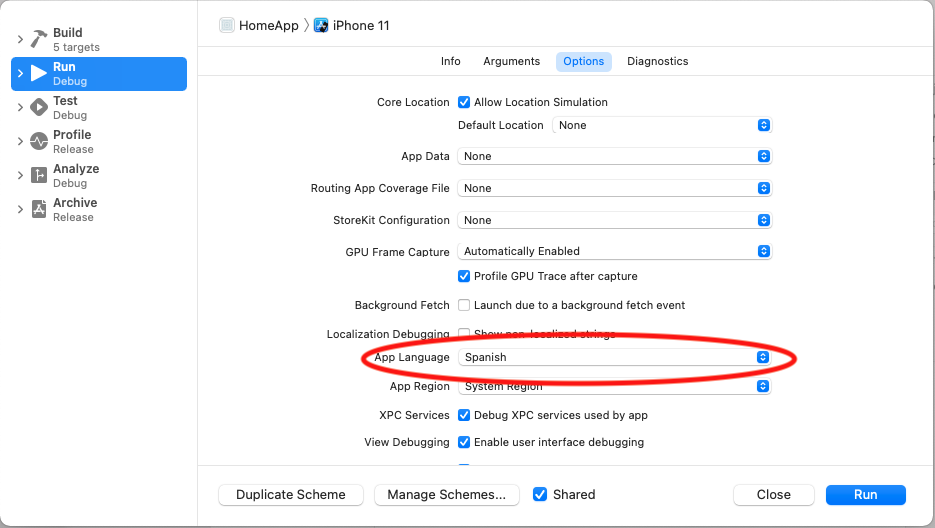 Build
5 targets
Run
Debug
Test
Debug
Profile
Release
Analyze
Debug
Archive
Release
HomeApp 〉 iPhone 11
Info Arguments Options Diagnostics
Core Location Allow Location Simulation
Default Location None
App Data None
Routing App Coverage File None
StoreKit Configuration None
GPU Frame Capture Automatically Enabled
Profile GPU Trace after capture
Background Fetch Launch due to a background fetch event
Localization Debugging Show non-localized strings
App Language Spanish
App Region System Region
XPC Services Debug XPC services used by app
View Debugging Enable user interface debugging
Duplicate Scheme Manage Schemes... Shared Close Run